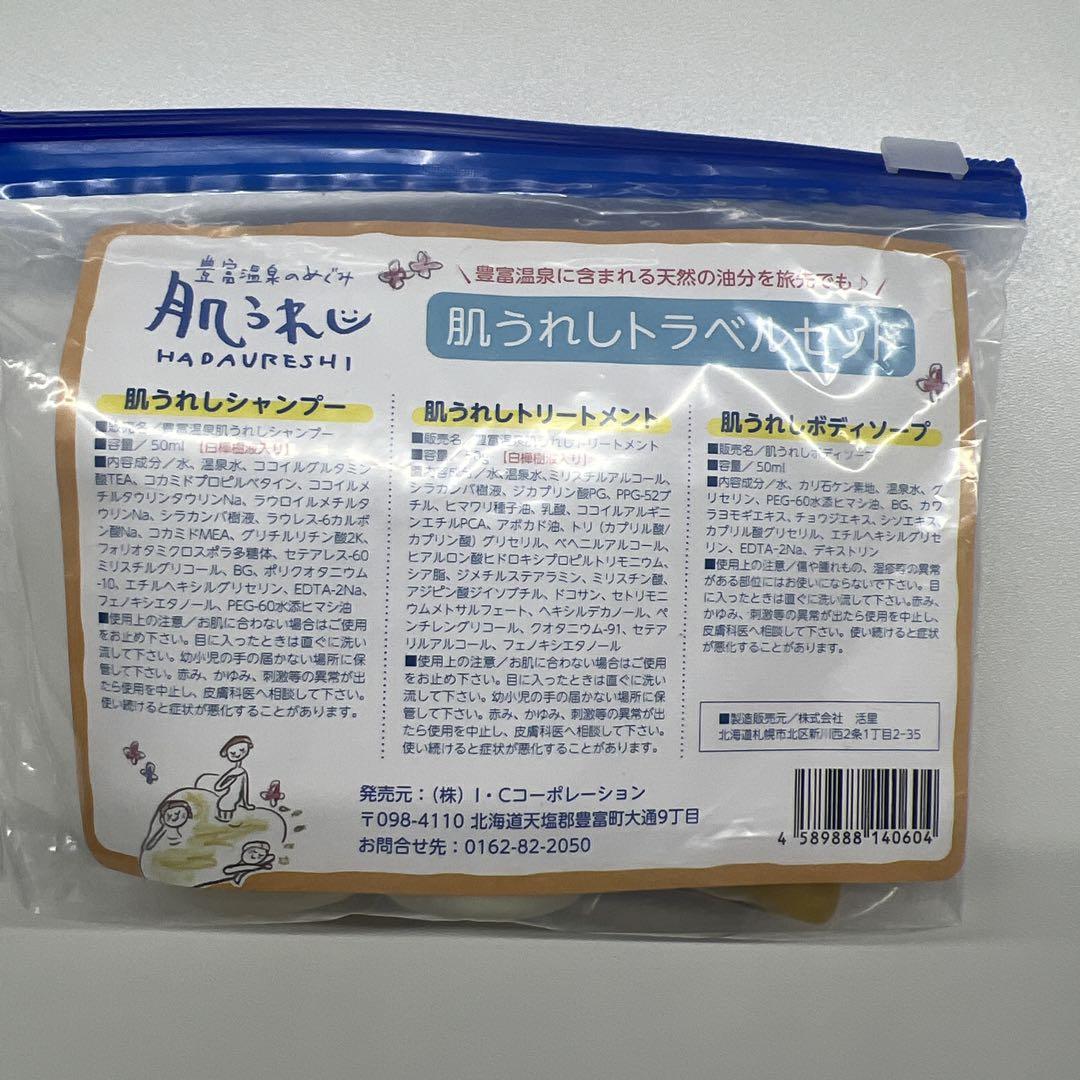 豊富温泉のめぐみ
肌うれし
HADAURESHI
\豊富温泉に含まれる天然の油分を旅先でも♪/
肌うれしトラベルセット
肌うれしシャンプー
■販売名／豊富温泉肌うれしシャンプー
■容量／50ml 【白樺樹液入り】
■内容成分／水、温泉水、ココイルグルタミン
酸TEA、コカミドプロピルベタイン、ココイルメ
チルタウリンタウリンNa、ラウロイルメチルタ
ウリンNa、シラカンバ樹液、ラウレス-6カルボ
ン酸Na、コカミドMEA、グリチルリチン酸2K、
フォリオタミクロスポラ多糖体、セテアレス-60
ミリスチルグリコール、BG、ポリクオタニウム
-10、エチルヘキシルグリセリン、EDTA-2Na、
フェノキシエタノール、PEG-60水添ヒマシ油
■使用上の注意／お肌に合わない場合はご使用
をお止め下さい。目に入ったときは直ぐに洗い
流して下さい。幼小児の手の届かない場所に保
管して下さい。赤み、かゆみ、刺激等の異常が出
たら使用を中止し、皮膚科医へ相談して下さい。
使い続けると症状が悪化することがあります。
肌うれしトリートメント
■販売名／豊富温泉肌うれしトリートメント
■容量／50g 【白樺樹液入り】
■内容成分／水、温泉水、ミリスチルアルコール、
シラカンバ樹液、ジカプリン酸PG、PPG-52ブ
チル、ヒマワリ種子油、乳酸、ココイルアルギニ
ンエチルPCA、アボカド油、トリ（カプリル酸/
カプリン酸）グリセリル、ベヘニルアルコール、
ヒアルロン酸ヒドロキシプロピルトリモニウム、
シア脂、ジメチルステアラミン、ミリスチン酸、
アジピン酸ジイソブチル、ドコサン、セトリモニ
ウムメトサルフェート、ヘキシルデカノール、ペ
ンチレングリコール、クオタニウム-91、セテア
リルアルコール、フェノキシエタノール
■使用上の注意／お肌に合わない場合はご使用
をお止め下さい。目に入ったときは直ぐに洗い
流して下さい。幼小児の手の届かない場所に保
管して下さい。赤み、かゆみ、刺激等の異常が出
たら使用を中止し、皮膚科医へ相談して下さい。
使い続けると症状が悪化することがあります。
肌うれしボディソープ
■販売名／肌うれしボディソープ
■容量／50ml
■内容成分／水、カリ石ケン素地、温泉水、グ
リセリン、PEG-60水添ヒマシ油、BG、カワ
ラヨモギエキス、チョウジエキス、シソエキス、
カプリル酸グリセリル、エチルヘキシルグリセ
リン、EDTA-2Na、デキストリン
■使用上の注意／傷や腫れもの、湿疹等の異常
がある部位にはお使いにならないで下さい。目
に入ったときは直ぐに洗い流して下さい。赤み、
かゆみ、刺激等の異常が出たら使用を中止し、
皮膚科医へ相談して下さい。使い続けると症状
が悪化することがあります。
■製造販売元／株式会社 活里
北海道札幌市北区新川西2条1丁目2-35
発売元：（株）I・Cコーポレーション
〒098-4110 北海道天塩郡豊富町大通9丁目
お問合せ先：0162-82-2050
4 589888 140604